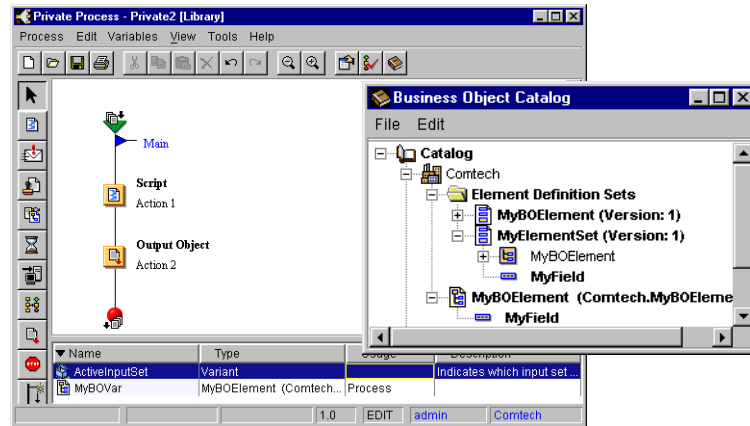 Private Process - Private2 [Library]
Process Edit Variables View Tools Help
Main
Script
Action 1
Output Object
Action 2
Business Object Catalog
File Edit
Catalog
Comtech
Element Definition Sets
MyBOElement (Version: 1)
MyElementSet (Version: 1)
MyBOElement
MyField
MyBOElement (Comtech.MyBOEleme
MyField
Name Type Usage Description
ActiveInputSet Variant Indicates which input set ...
MyBOVar MyBOElement (Comtech... Process
1.0 EDIT admin Comtech